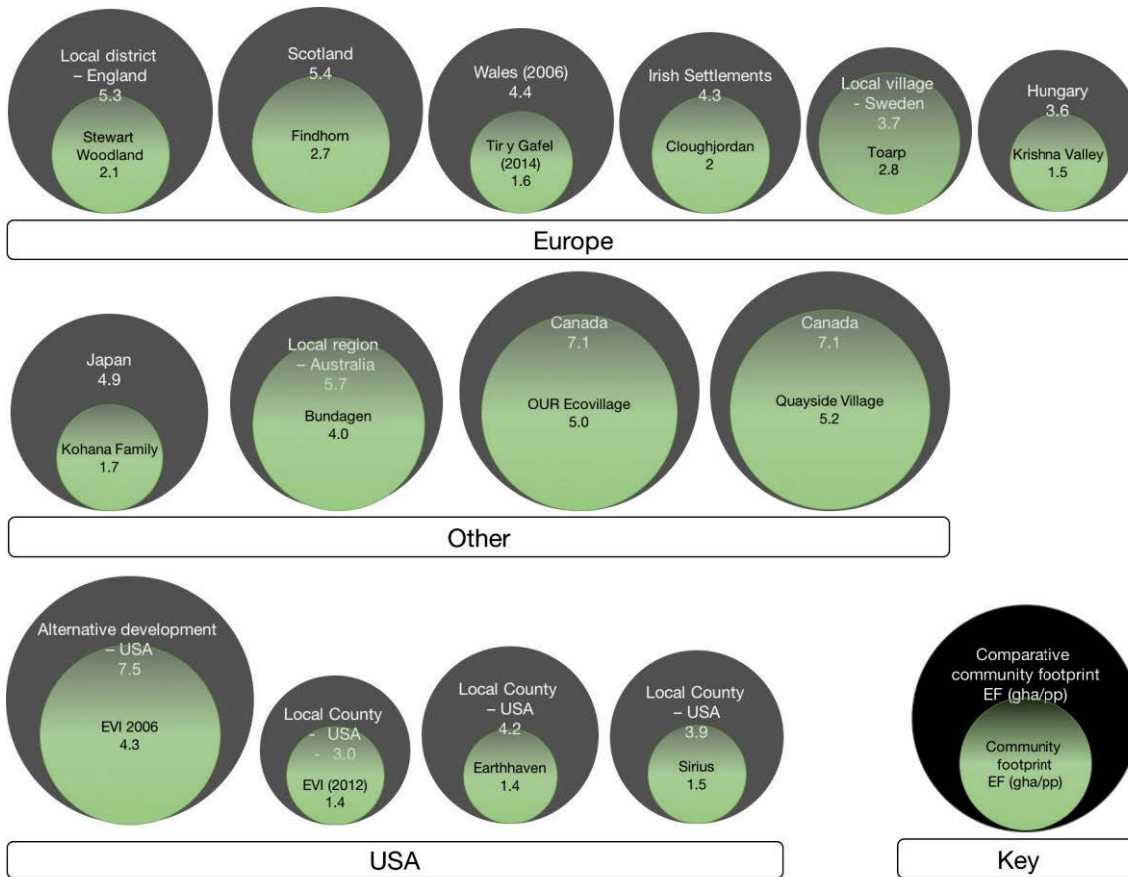 Local district
– England
5.3
Stewart
Woodland
2.1
Scotland
5.4
Findhorn
2.7
Wales (2006)
4.4
Tir y Gafel
(2014)
1.6
Irish Settlements
4.3
Cloughjordan
2
Local village
- Sweden
3.7
Toarp
2.8
Hungary
3.6
Krishna Valley
1.5
Europe
Japan
4.9
Kohana Family
1.7
Local region
– Australia
5.7
Bundagen
4.0
Canada
7.1
OUR Ecovillage
5.0
Canada
7.1
Quayside Village
5.2
Other
Alternative development
– USA
7.5
EVI 2006
4.3
Local County
- USA
- 3.0
EVI (2012)
1.4
Local County
– USA
4.2
Earthhaven
1.4
Local County
– USA
3.9
Sirius
1.5
USA
Comparative
community footprint
EF (gha/pp)
Community
footprint
EF (gha/pp)
Key